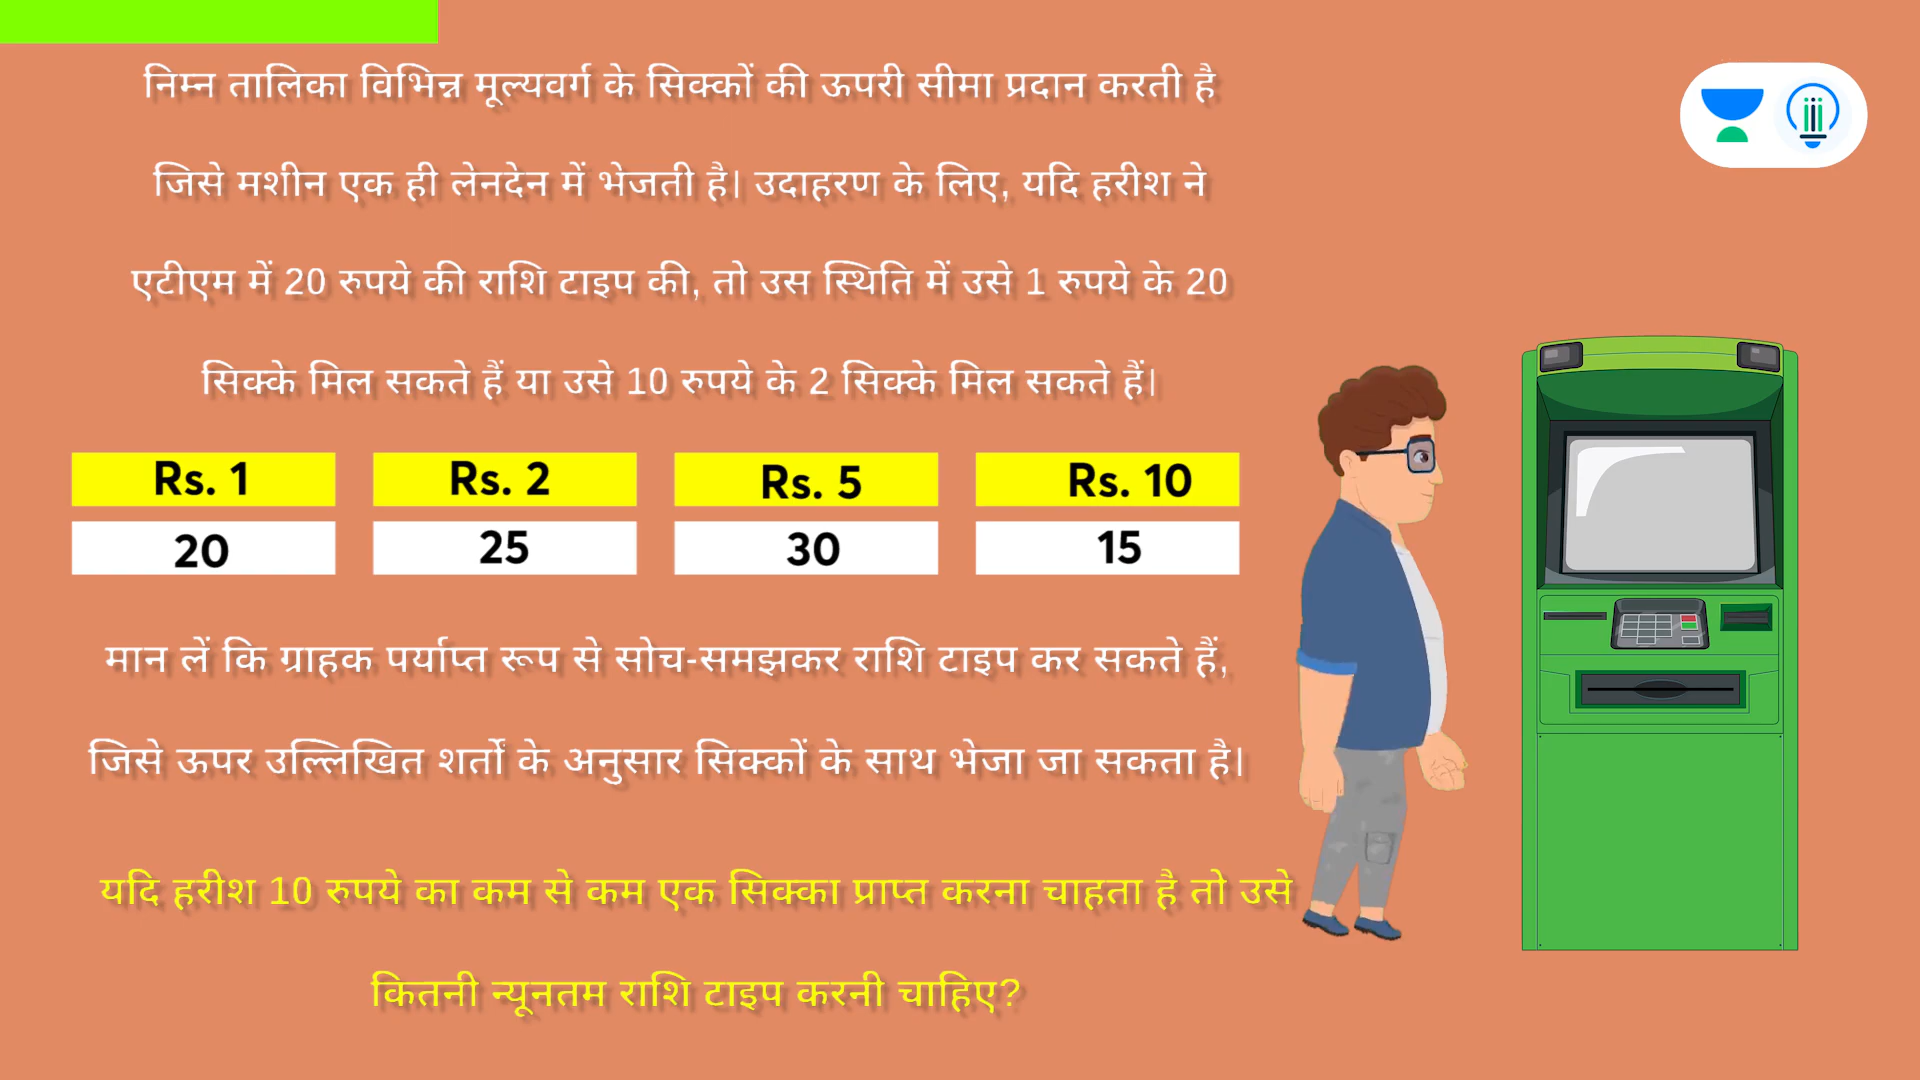 निम्न तालिका विभिन्न मूल्यवर्ग के सिक्कों की ऊपरी सीमा प्रदान करती है
जिसे मशीन एक ही लेनदेन में भेजती है। उदाहरण के लिए, यदि हरीश ने
एटीएम में 20 रुपये की राशि टाइप की, तो उस स्थिति में उसे 1 रुपये के 20
सिक्के मिल सकते हैं या उसे 10 रुपये के 2 सिक्के मिल सकते हैं।
Rs. 1 Rs. 2 Rs. 5 Rs. 10
20 25 30 15
मान लें कि ग्राहक पर्याप्त रूप से सोच-समझकर राशि टाइप कर सकते हैं,
जिसे ऊपर उल्लिखित शर्तों के अनुसार सिक्कों के साथ भेजा जा सकता है।
यदि हरीश 10 रुपये का कम से कम एक सिक्का प्राप्त करना चाहता है तो उसे
कितनी न्यूनतम राशि टाइप करनी चाहिए?